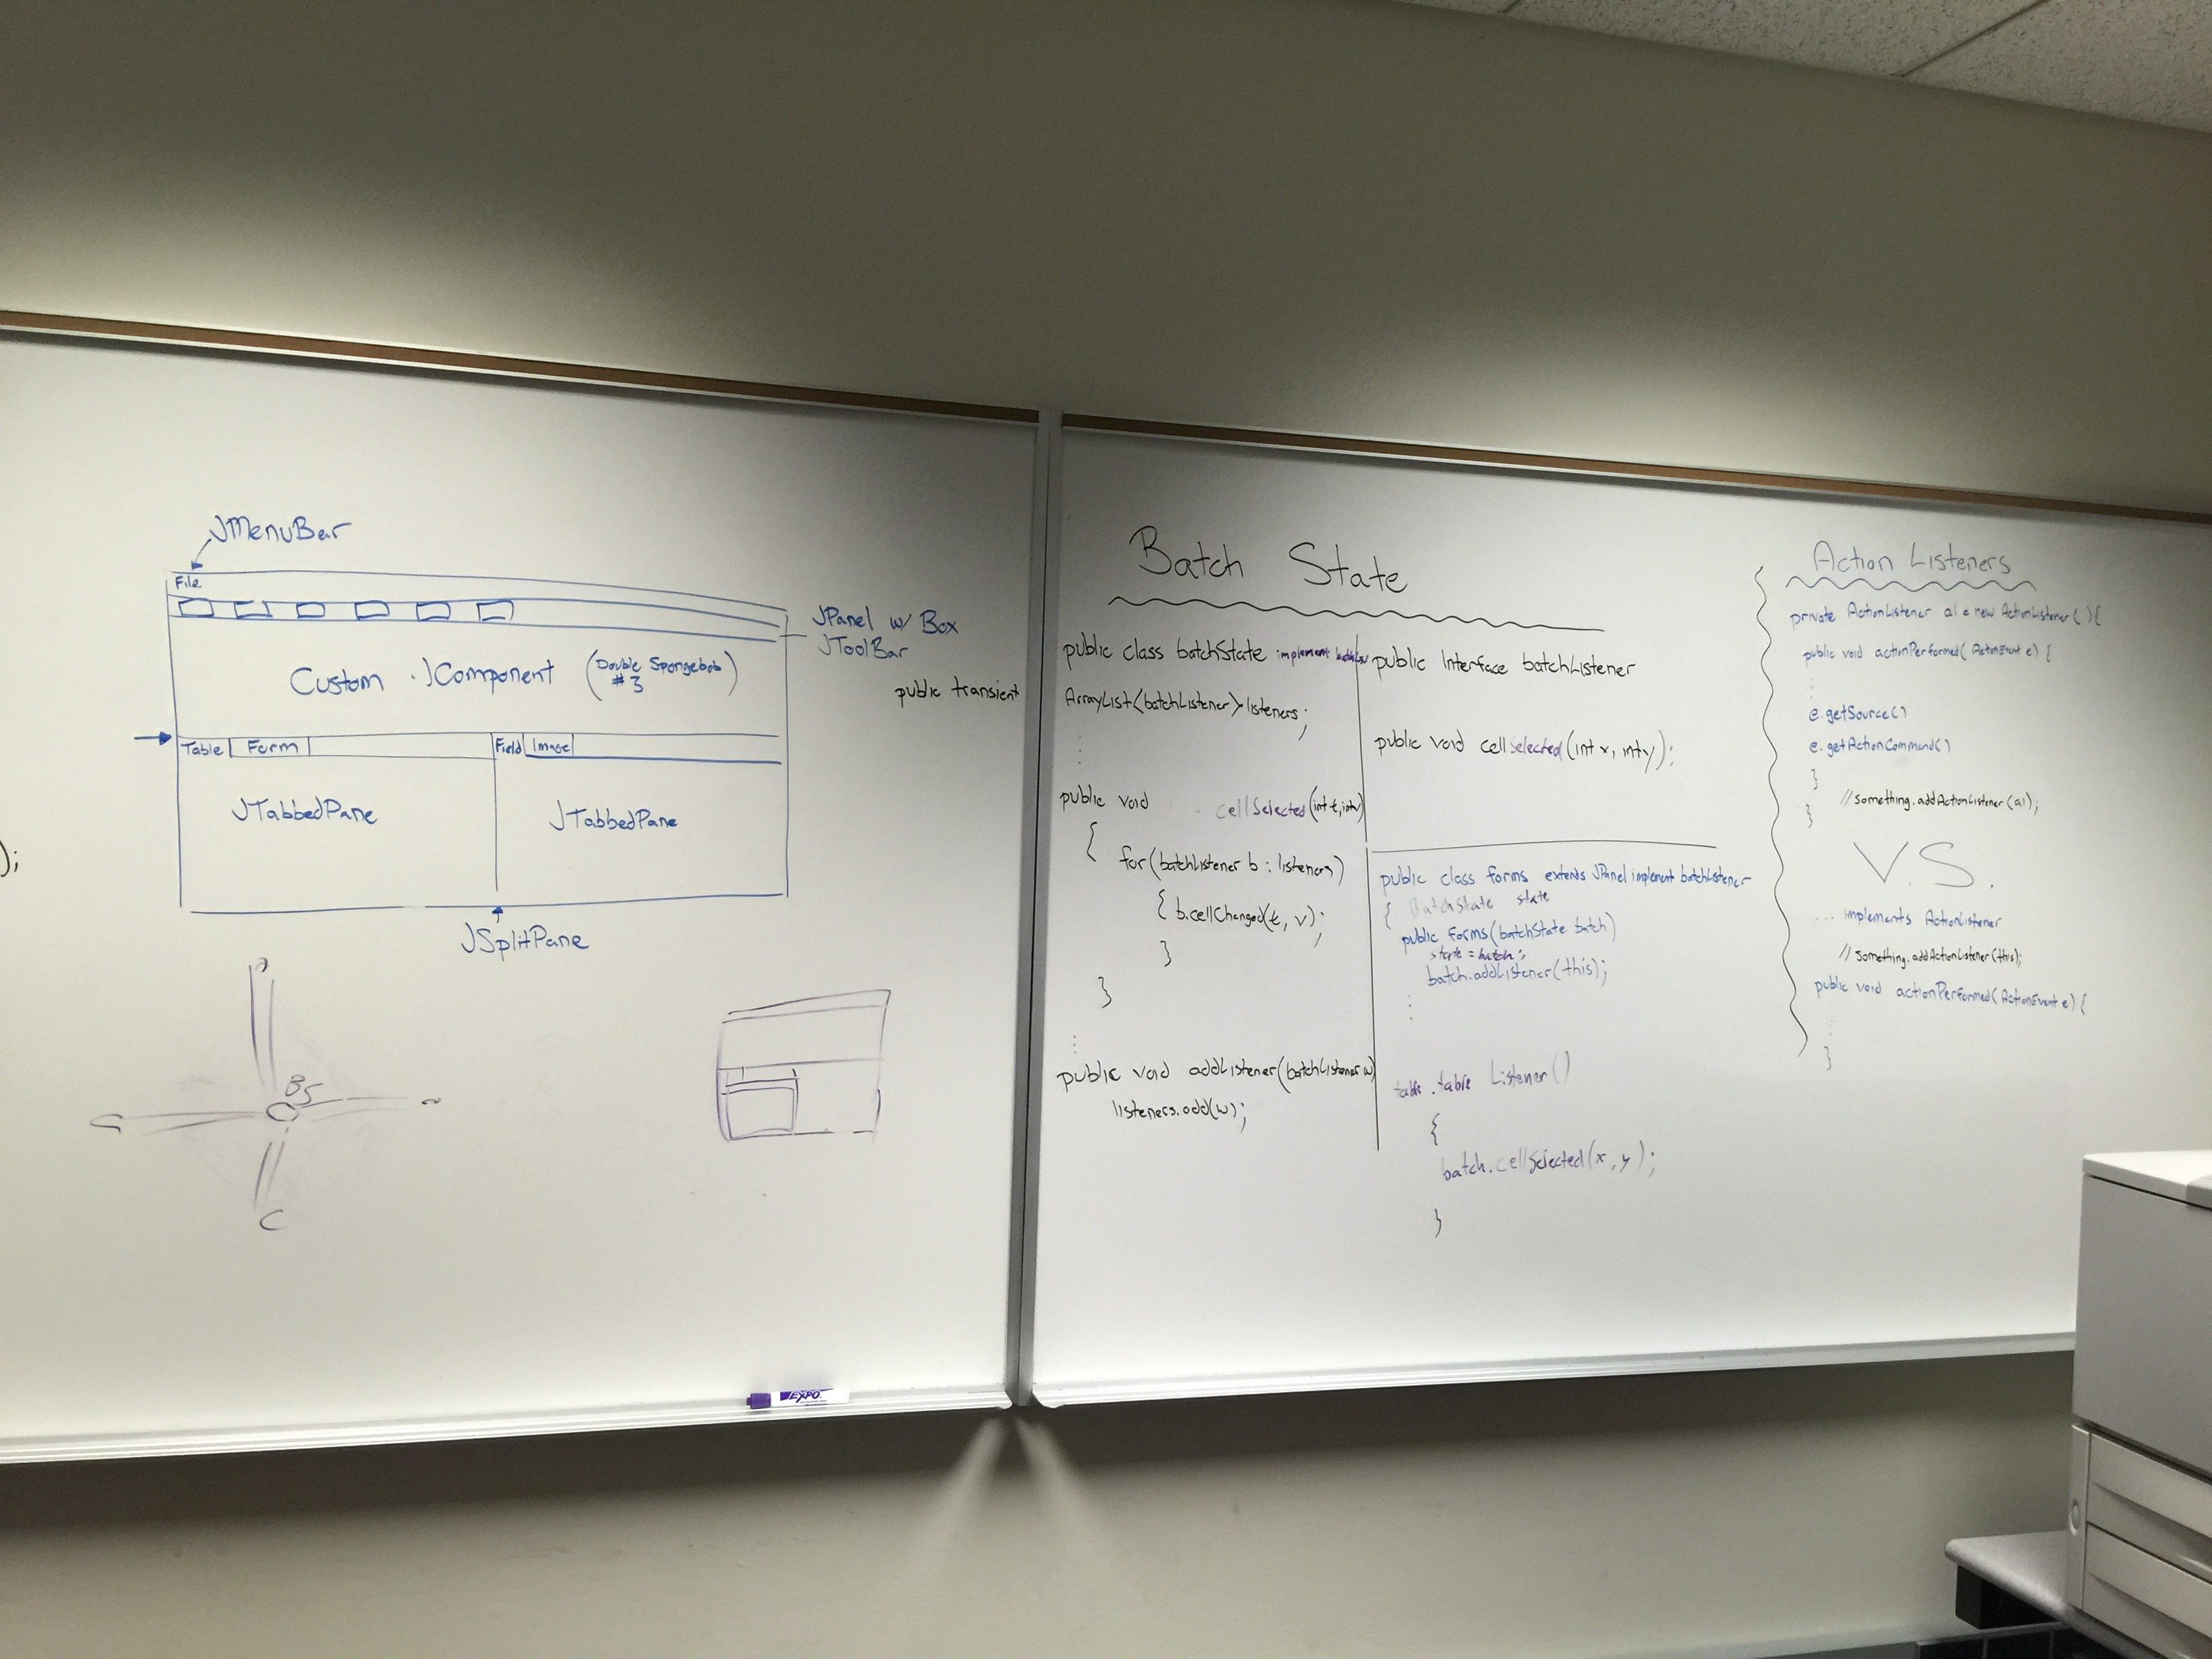 JMenuBar
File
JPanel w/ Box
JToolBar
Custom JComponent (Double Spongebob #3)
public transient
Table Form Field Image
JTabbedPane JTabbedPane
);
JSplitPane
BS
C
EXPO
Batch State
public class batchState implement
ArrayList<batchListener> listeners;
public void cellSelected(int t, int v)
{
for(batchListener b : listeners)
{ b.cellChanged(t, v);
}
}
public void addListener(batchListener w)
listeners.add(w);
public Interface batchListener
public void cellSelected(int x, int y);
public class forms extends JPanel implement batchListener
{ BatchState state
public Forms(batchState batch)
state = batch;
batch.addListener(this);
table.table Listener()
{
batch.cellSelected(x, y);
}
Action Listeners
private ActionListener al = new ActionListener(){
public void actionPerformed(ActionEvent e) {
e.getSource()
e.getActionCommand()
}
}
//something.addActionListener(al);
V.S.
... implements ActionListener
//Something.addActionListener(this);
public void actionPerformed(ActionEvent e) {
}